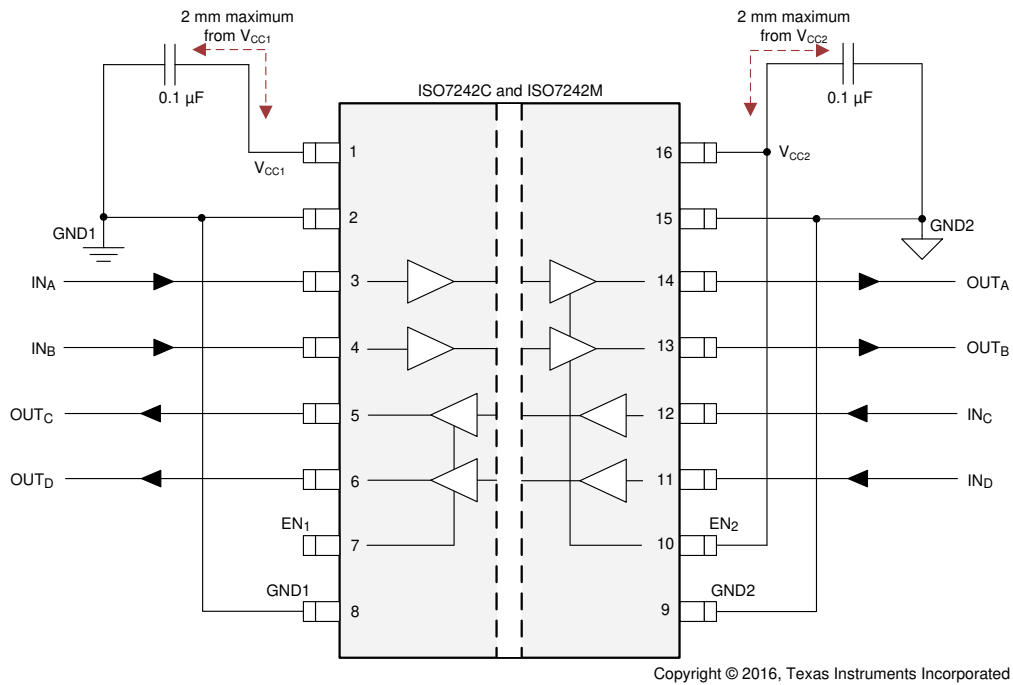 2 mm maximum
from VCC1
2 mm maximum
from VCC2
0.1 µF
0.1 µF
ISO7242C and ISO7242M
VCC1
1
16
VCC2
2
15
GND1
GND2
INA
3
14
OUTA
INB
4
13
OUTB
OUTC
5
12
INC
OUTD
6
11
IND
EN1
7
10
EN2
GND1
8
9
GND2
Copyright © 2016, Texas Instruments Incorporated